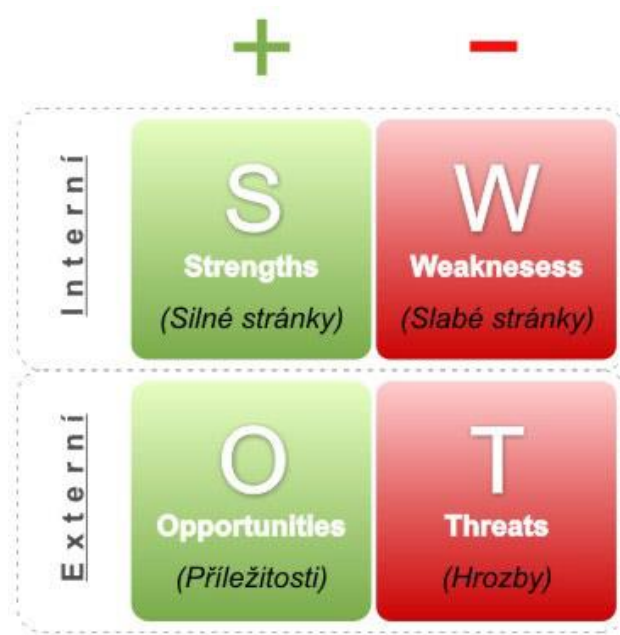 + −
Interní
S
Strengths
(Silné stránky)
W
Weaknesess
(Slabé stránky)
Externí
O
Opportunities
(Příležitosti)
T
Threats
(Hrozby)